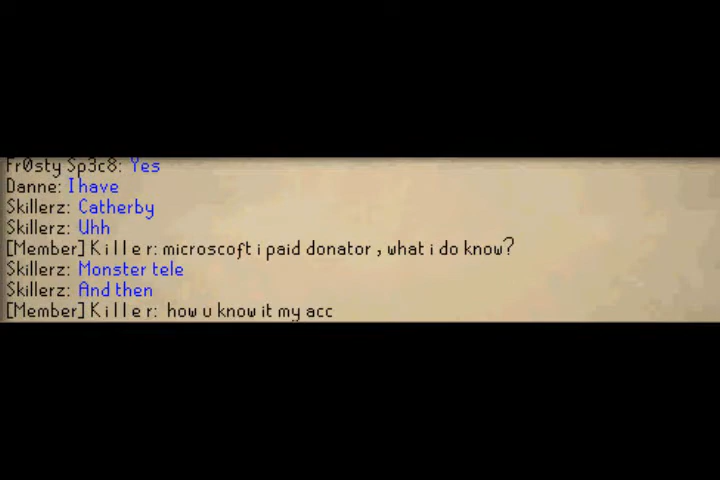 Fr0sty Sp3c8: Yes
Danne: I have
Skillerz: Catherby
Skillerz: Uhh
[Member] K i l l e r: microscoft i paid donator , what i do know?
Skillerz: Monster tele
Skillerz: And then
[Member] K i l l e r: how u know it my acc